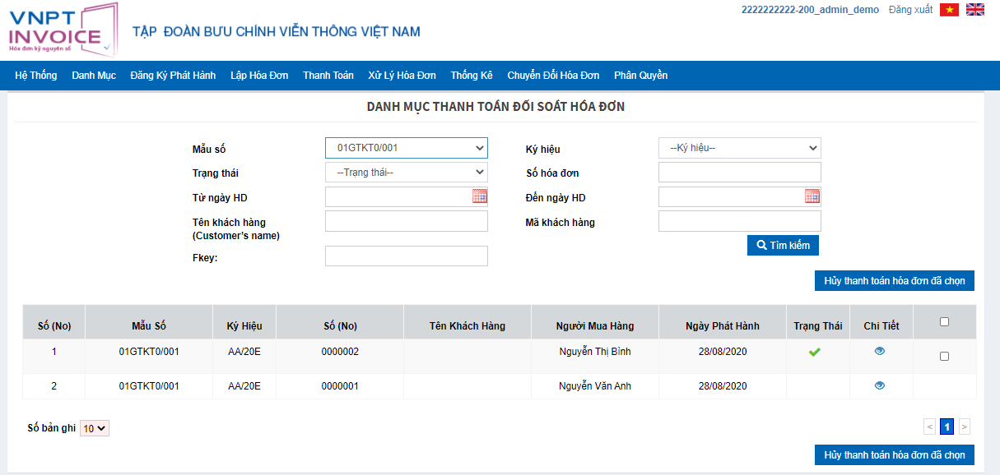 2222222222-200_admin_demo Đăng xuất
VNPT
INVOICE
Hóa đơn kỷ nguyên số
TẬP ĐOÀN BƯU CHÍNH VIỄN THÔNG VIỆT NAM
Hệ Thống Danh Mục Đăng Ký Phát Hành Lập Hóa Đơn Thanh Toán Xử Lý Hóa Đơn Thống Kê Chuyển Đổi Hóa Đơn Phân Quyền
DANH MỤC THANH TOÁN ĐỐI SOÁT HÓA ĐƠN
Mẫu số 01GTKT0/001 Ký hiệu --Ký hiệu--
Trạng thái --Trạng thái-- Số hóa đơn
Từ ngày HD Đến ngày HD
Tên khách hàng Mã khách hàng
(Customer's name)
Tìm kiếm
Fkey:
Hủy thanh toán hóa đơn đã chọn
Số (No) Mẫu Số Ký Hiệu Số (No) Tên Khách Hàng Người Mua Hàng Ngày Phát Hành Trạng Thái Chi Tiết
1 01GTKT0/001 AA/20E 0000002 Nguyễn Thị Bình 28/08/2020
2 01GTKT0/001 AA/20E 0000001 Nguyễn Văn Anh 28/08/2020
Số bản ghi 10 < 1 >
Hủy thanh toán hóa đơn đã chọn